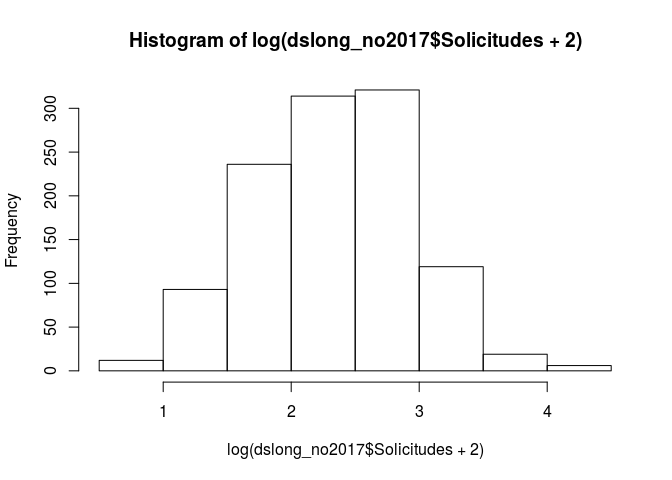 Histogram of log(dslong_no2017$Solicitudes + 2)
Frequency
300
250
200
150
100
50
0
1 2 3 4
log(dslong_no2017$Solicitudes + 2)